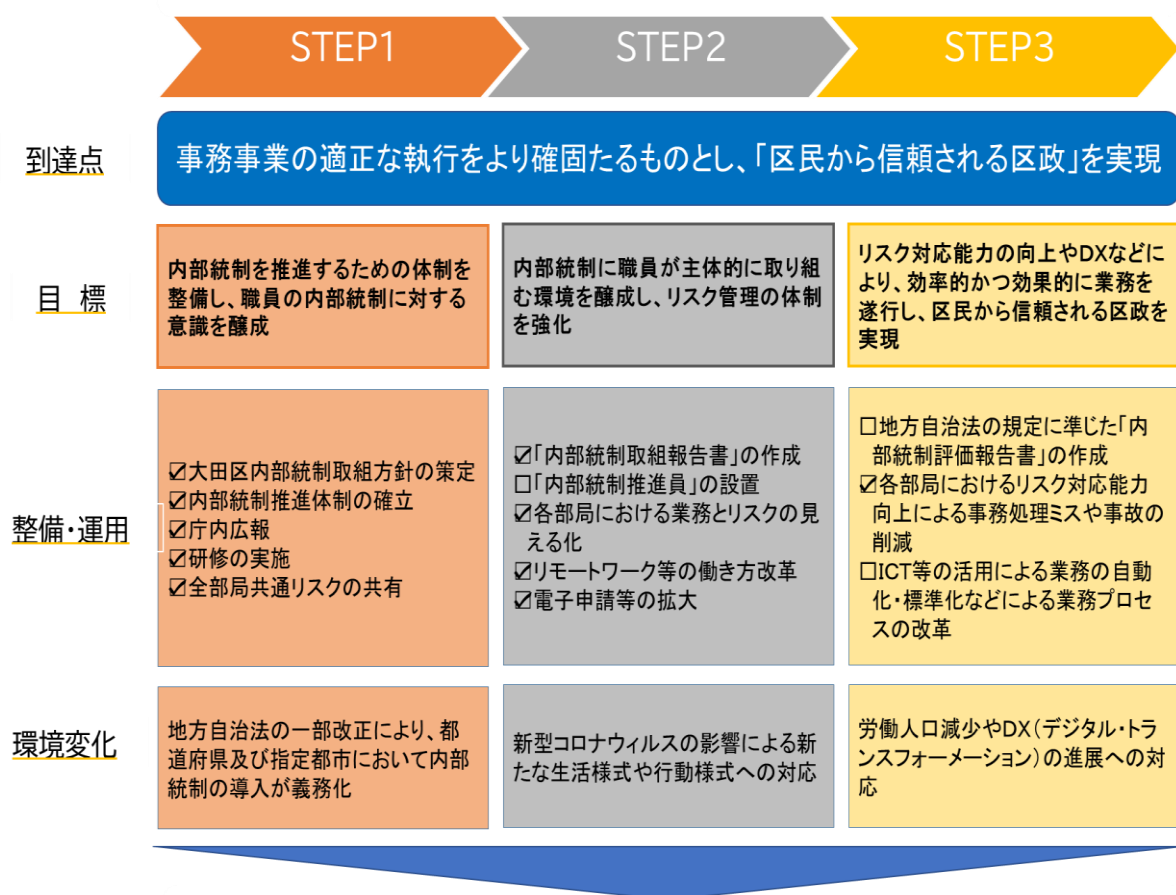 STEP1
STEP2
STEP3
到達点
事務事業の適正な執行をより確固たるものとし、「区民から信頼される区政」を実現
目 標
内部統制を推進するための体制を
整備し、職員の内部統制に対する
意識を醸成
内部統制に職員が主体的に取り組
む環境を醸成し、リスク管理の体制
を強化
リスク対応能力の向上やDXなどに
より、効率的かつ効果的に業務を
遂行し、区民から信頼される区政を
実現
整備・運用
☑大田区内部統制取組方針の策定
☑内部統制推進体制の確立
☑庁内広報
☑研修の実施
☑全部局共通リスクの共有
☑「内部統制取組報告書」の作成
☐「内部統制推進員」の設置
☑各部局における業務とリスクの見
える化
☑リモートワーク等の働き方改革
☑電子申請等の拡大
☐地方自治法の規定に準じた「内
部統制評価報告書」の作成
☑各部局におけるリスク対応能力
向上による事務処理ミスや事故の
削減
☐ICT等の活用による業務の自動
化・標準化などによる業務プロセ
スの改革
環境変化
地方自治法の一部改正により、都
道府県及び指定都市において内部
統制の導入が義務化
新型コロナウィルスの影響による新
たな生活様式や行動様式への対応
労働人口減少やDX(デジタル・トラ
ンスフォーメーション)の進展への対
応